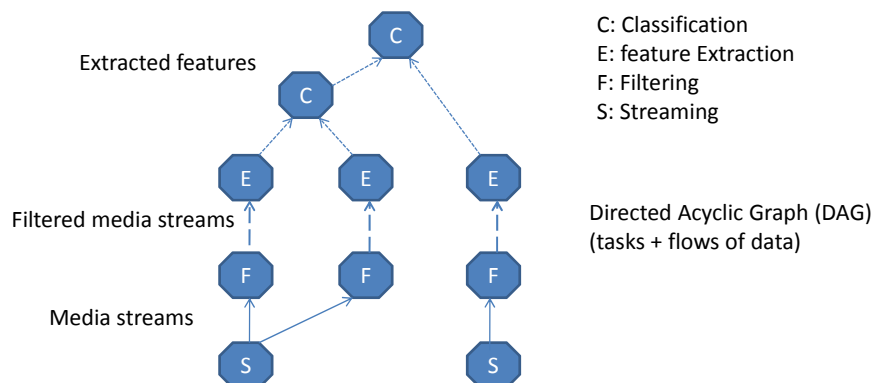 C
C: Classification
Extracted features
E: feature Extraction
C
F: Filtering
S: Streaming
E E E
Filtered media streams
Directed Acyclic Graph (DAG)
(tasks + flows of data)
F F F
Media streams
S S